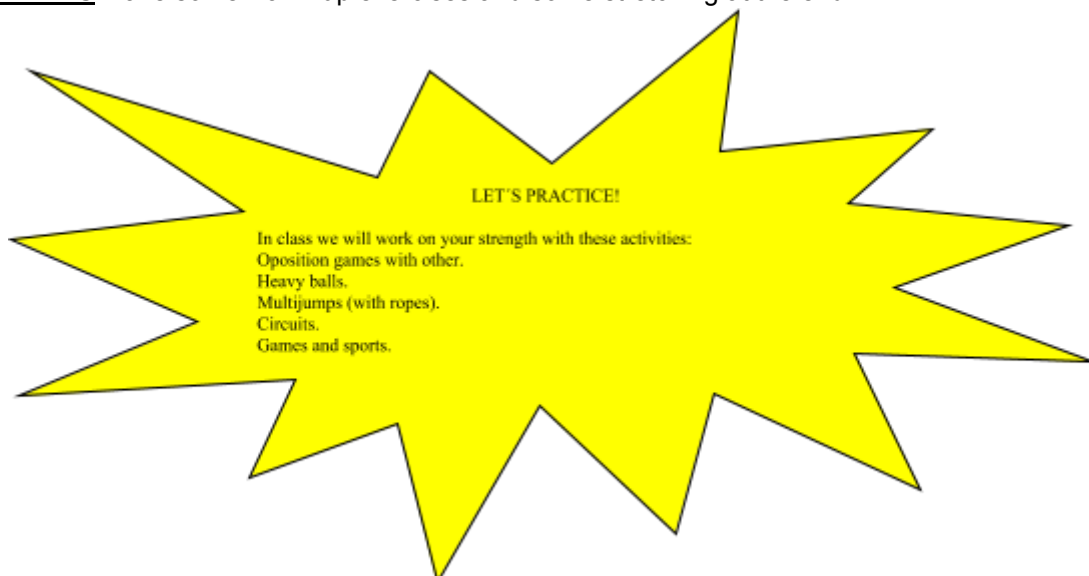 LET´S PRACTICE!
In class we will work on your strength with these activities:
Oposition games with other.
Heavy balls.
Multijumps (with ropes).
Circuits.
Games and sports.